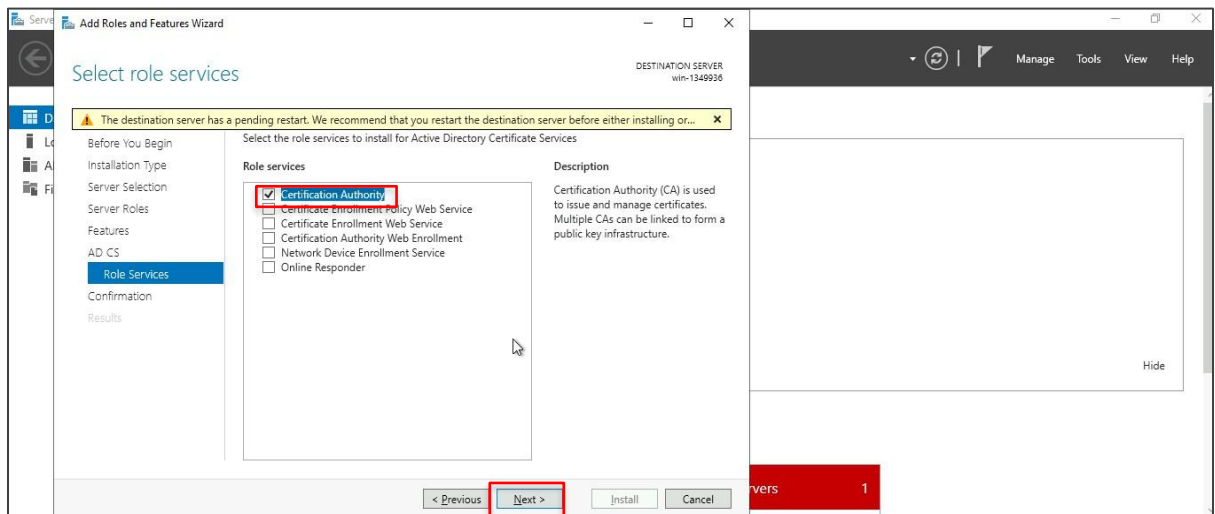 Serve
Add Roles and Features Wizard
Select role services
DESTINATION SERVER
win-1349936
Manage Tools View Help
The destination server has a pending restart. We recommend that you restart the destination server before either installing or...
Before You Begin
Installation Type
Server Selection
Server Roles
Features
AD CS
Role Services
Confirmation
Results
Select the role services to install for Active Directory Certificate Services
Role services
Certification Authority
Certificate Enrollment Policy Web Service
Certificate Enrollment Web Service
Certification Authority Web Enrollment
Network Device Enrollment Service
Online Responder
Description
Certification Authority (CA) is used
to issue and manage certificates.
Multiple CAs can be linked to form a
public key infrastructure.
D
Lo
A
Fi
Hide
< Previous Next > Install Cancel
rvers 1